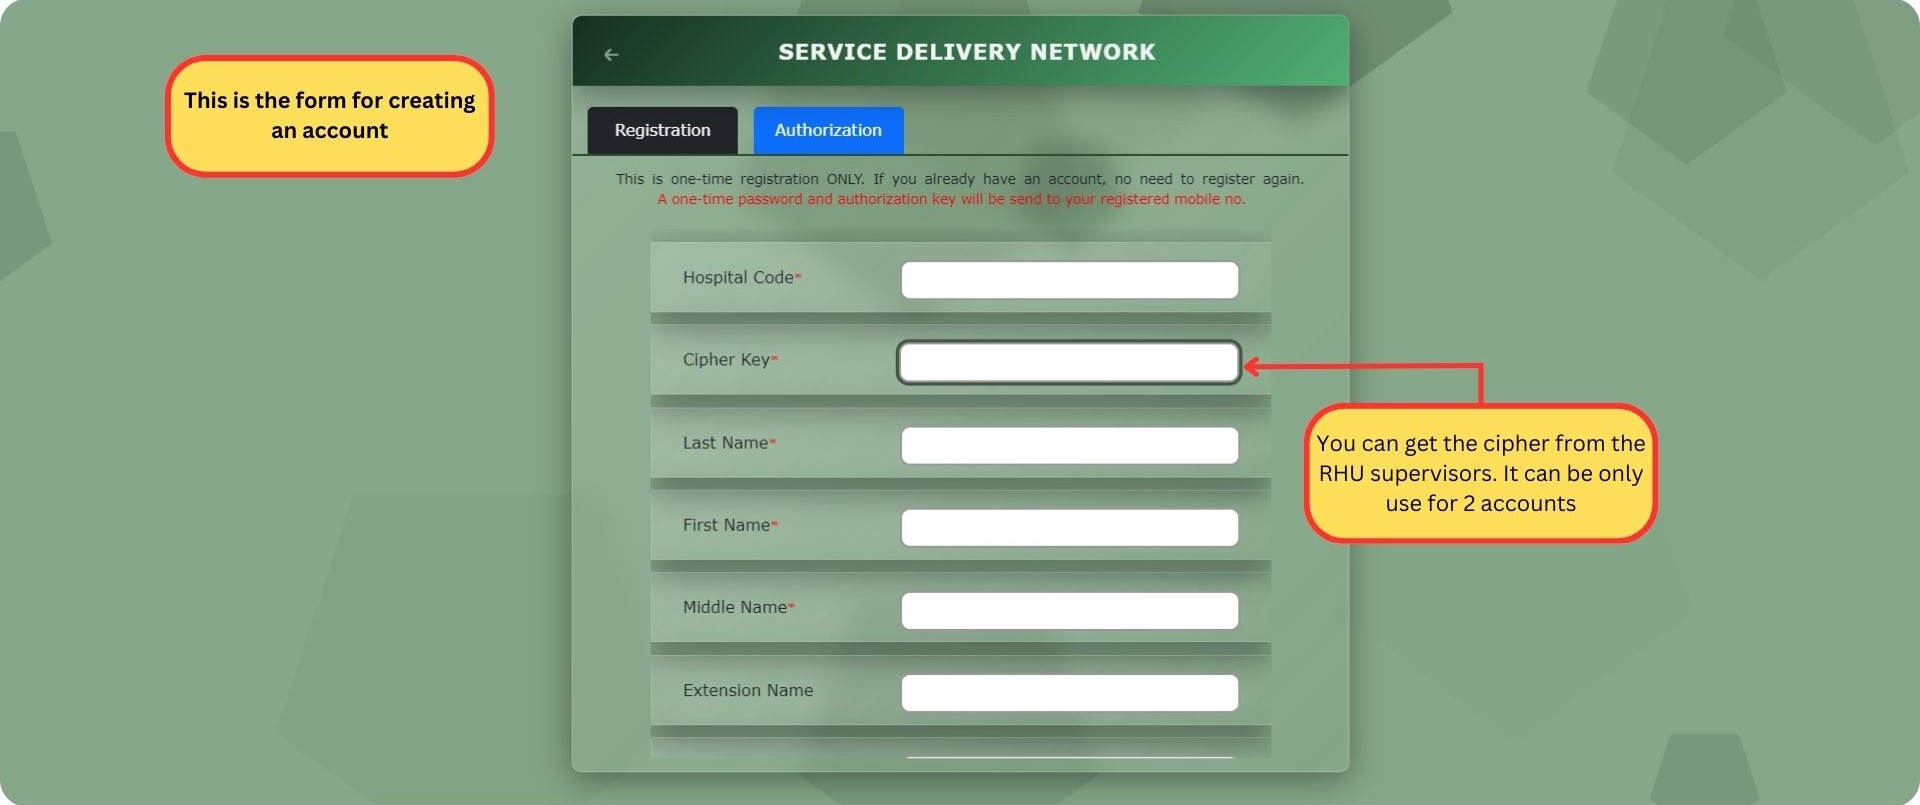 SERVICE DELIVERY NETWORK
This is the form for creating
an account
Registration
Authorization
This is one-time registration ONLY. If you already have an account, no need to register again.
A one-time password and authorization key will be send to your registered mobile no.
Hospital Code*
Cipher Key*
Last Name*
You can get the cipher from the
RHU supervisors. It can be only
use for 2 accounts
First Name*
Middle Name*
Extension Name